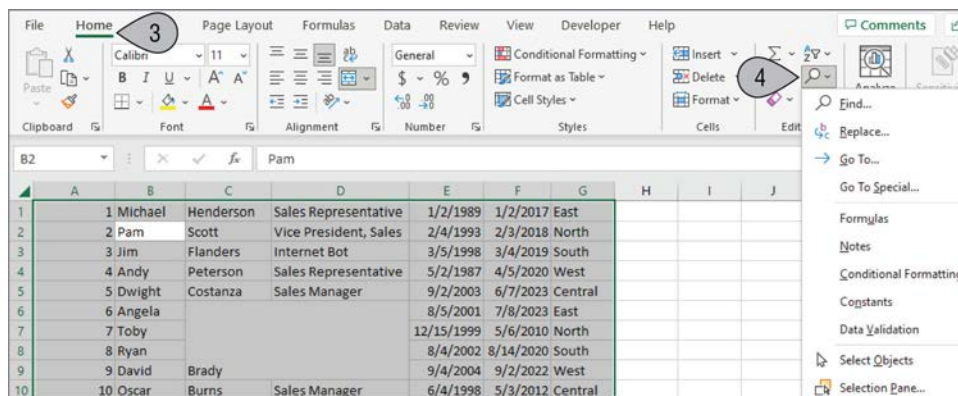 File Home Page Layout Formulas Data Review View Developer Help Comments
3
Calibri 11 ab General Conditional Formatting Insert
Paste B I U A A $ % 9 Format as Table Delete 4
A Cell Styles Format
Clipboard Font Alignment Number Styles Cells Edit
Find...
Replace...
Go To...
Go To Special...
Formulas
Notes
Conditional Formatting
Constants
Data Validation
Select Objects
Selection Pane...
B2 fx Pam
A B C D E F G H I J
1 1 Michael Henderson Sales Representative 1/2/1989 1/2/2017 East
2 2 Pam Scott Vice President, Sales 2/4/1993 2/3/2018 North
3 3 Jim Flanders Internet Bot 3/5/1998 3/4/2019 South
4 4 Andy Peterson Sales Representative 5/2/1987 4/5/2020 West
5 5 Dwight Costanza Sales Manager 9/2/2003 6/7/2023 Central
6 6 Angela 8/5/2001 7/8/2023 East
7 7 Toby 12/15/1999 5/6/2010 North
8 8 Ryan 8/4/2002 8/14/2020 South
9 9 David Brady 9/4/2004 9/2/2022 West
10 10 Oscar Burns Sales Manager 6/4/1998 5/3/2012 Central